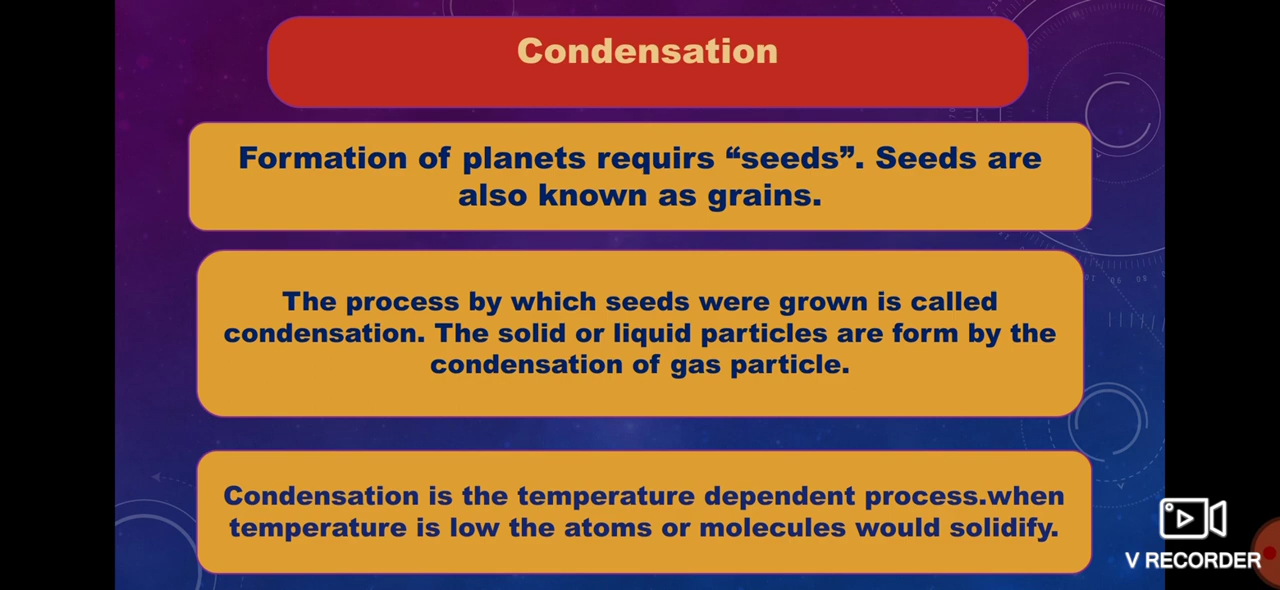 Condensation
Formation of planets requirs “seeds”. Seeds are
also known as grains.
The process by which seeds were grown is called
condensation. The solid or liquid particles are form by the
condensation of gas particle.
Condensation is the temperature dependent process.when
temperature is low the atoms or molecules would solidify.
V RECORDER